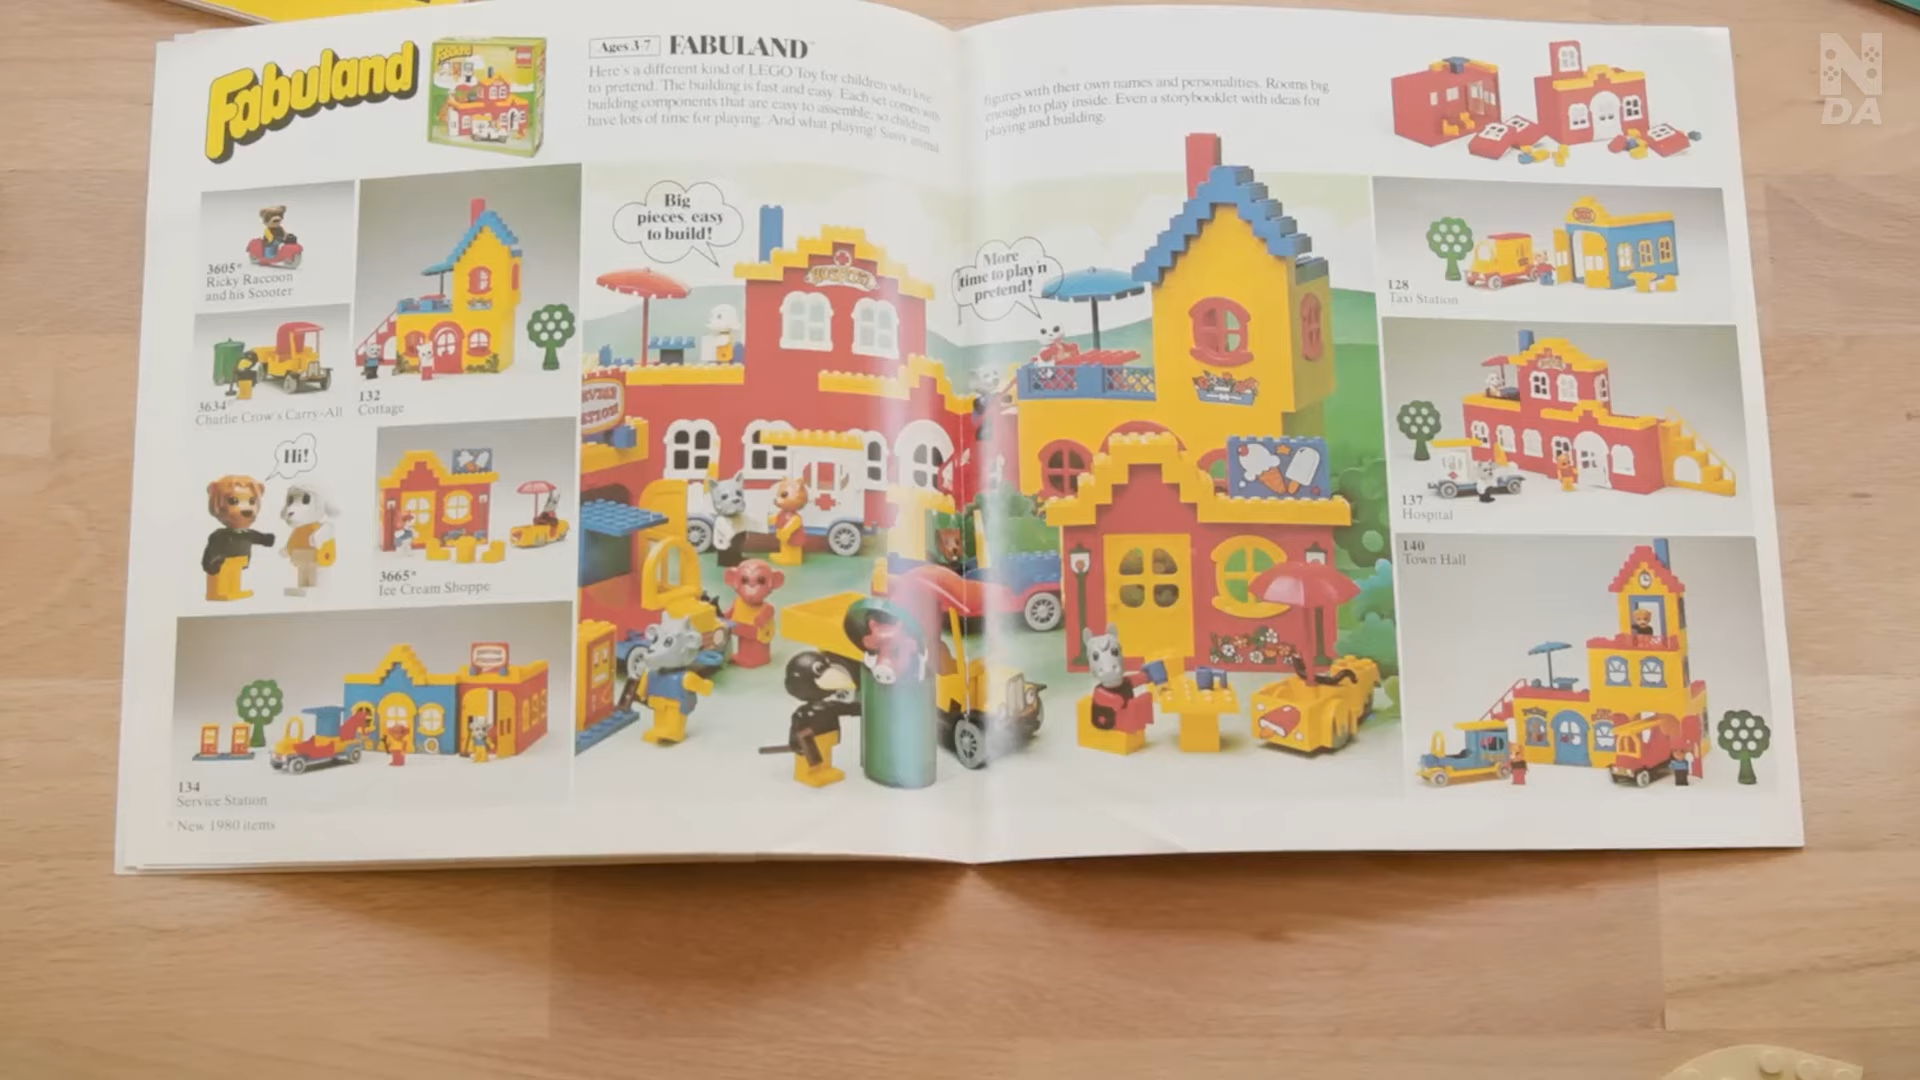 Fabuland
Ages 3-7 FABULAND
Here's a different kind of LEGO Toy for children who love
to pretend. The building is fast and easy. Each set comes with
building components that are easy to assemble, so children
have lots of time for playing. And what playing! Sassy animal
figures with their own names and personalities. Rooms big
enough to play inside. Even a storybooklet with ideas for
playing and building.
N
DA
3605*
Ricky Raccoon
and his Scooter
3634*
Charlie Crow's Carry-All
132
Cottage
Hi!
3665*
Ice Cream Shoppe
134
Service Station
* New 1980 items
Big
pieces, easy
to build!
More
time to play'n
pretend!
HOSPITAL
128
Taxi Station
137
Hospital
140
Town Hall